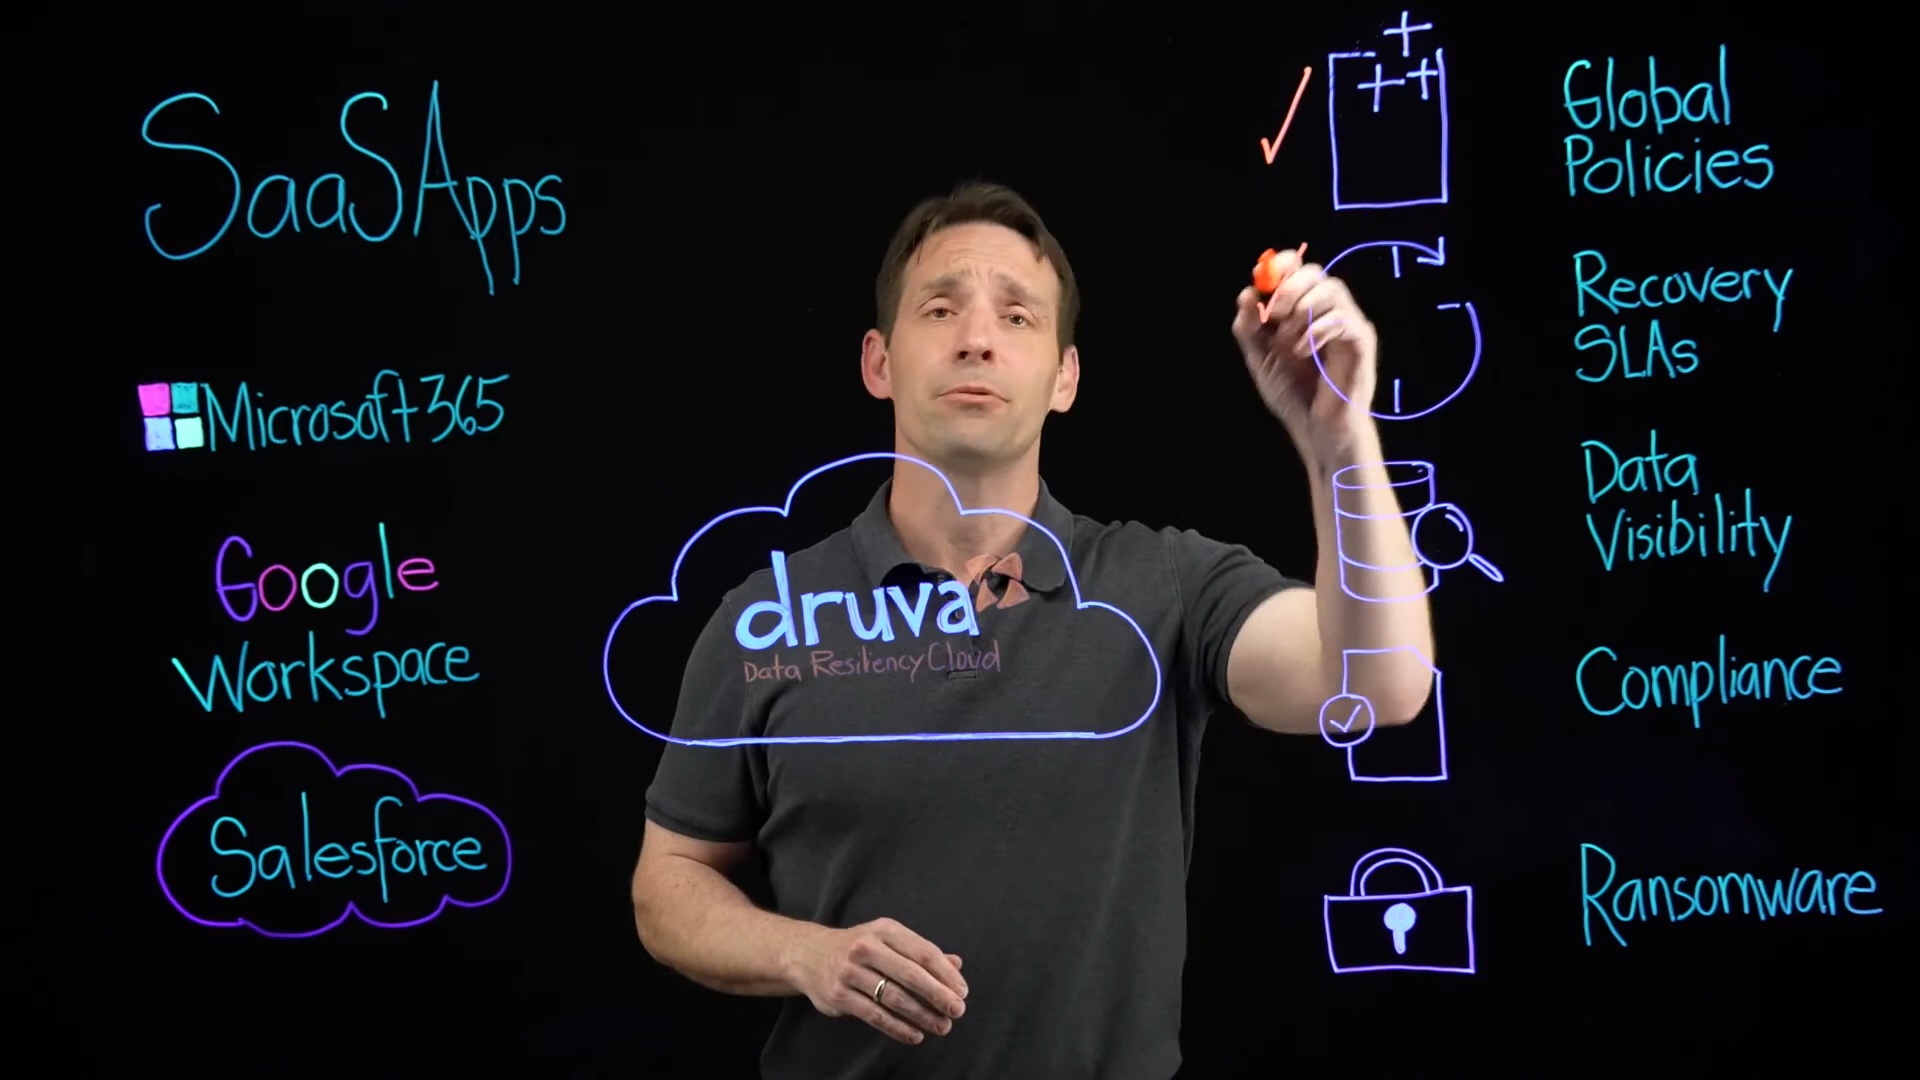 SaaS Apps
Microsoft 365
Google
Workspace
Salesforce
druva
Data Resiliency Cloud
Global
Policies
Recovery
SLAs
Data
Visibility
Compliance
Ransomware